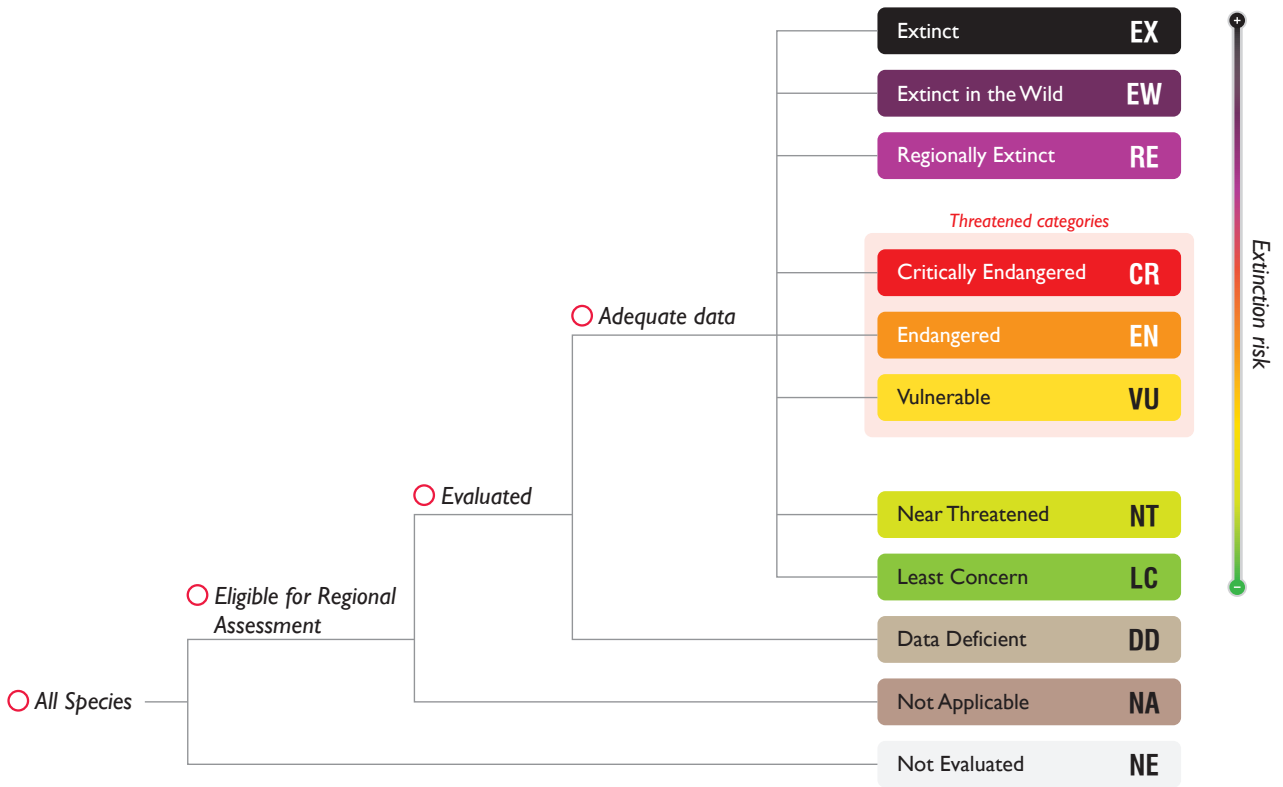 Extinct EX
Extinct in the Wild EW
Regionally Extinct RE
Threatened categories
Critically Endangered CR
Endangered EN
Vulnerable VU
Near Threatened NT
Least Concern LC
Data Deficient DD
Not Applicable NA
Not Evaluated NE
Adequate data
Evaluated
Eligible for Regional
Assessment
All Species
+
Extinction risk
−